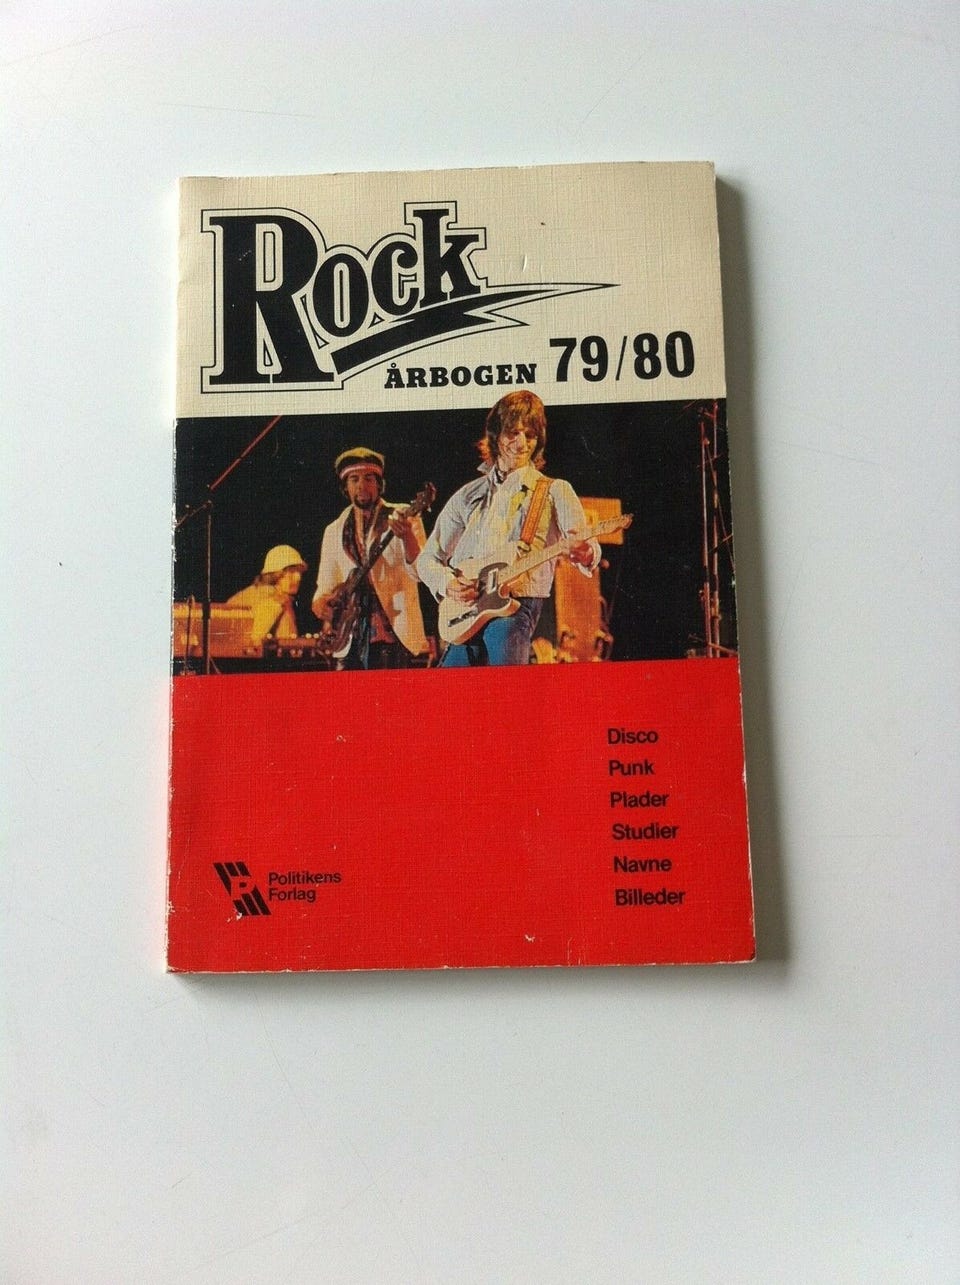 Rock
ÅRBOGEN 79/80
Disco
Punk
Plader
Studier
Navne
Billeder
P
Politikens
Forlag